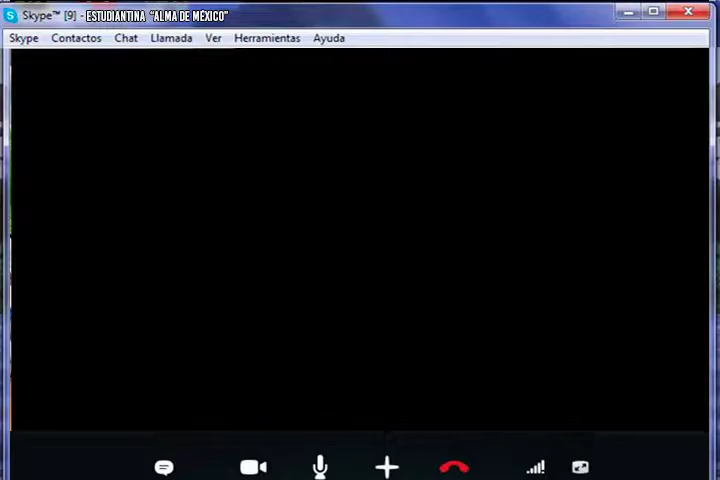 Skype™ [9] - ESTUDIANTINA "ALMA DE MÉXICO"
Skype Contactos Chat Llamada Ver Herramientas Ayuda